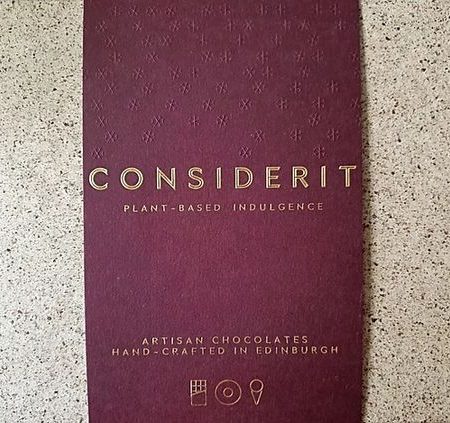 CONSIDERIT
PLANT-BASED INDULGENCE
ARTISAN CHOCOLATES
HAND-CRAFTED IN EDINBURGH